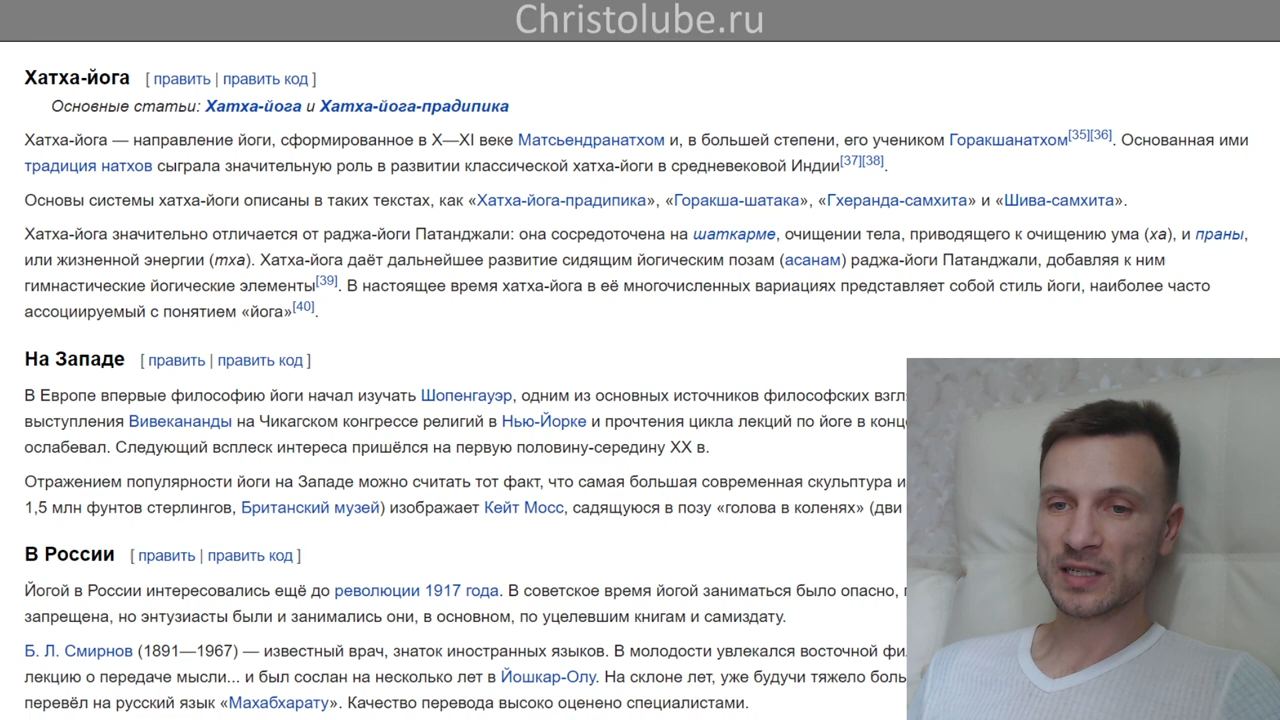 Christolube.ru
Хатха-йога [ править | править код ]
Основные статьи: Хатха-йога и Хатха-йога-прадипика
Хатха-йога — направление йоги, сформированное в X—XI веке Матсьендранатхом и, в большей степени, его учеником Горакшанатхом[35][36]. Основанная ими
традиция натхов сыграла значительную роль в развитии классической хатха-йоги в средневековой Индии[37][38].
Основы системы хатха-йоги описаны в таких текстах, как «Хатха-йога-прадипика», «Горакша-шатака», «Гхеранда-самхита» и «Шива-самхита».
Хатха-йога значительно отличается от раджа-йоги Патанджали: она сосредоточена на шаткарме, очищении тела, приводящего к очищению ума (ха), и праны,
или жизненной энергии (тха). Хатха-йога даёт дальнейшее развитие сидящим йогическим позам (асанам) раджа-йоги Патанджали, добавляя к ним
гимнастические йогические элементы[39]. В настоящее время хатха-йога в её многочисленных вариациях представляет собой стиль йоги, наиболее часто
ассоциируемый с понятием «йога»[40].
На Западе [ править | править код ]
В Европе впервые философию йоги начал изучать Шопенгауэр, одним из основных источников философских
выступления Вивекананды на Чикагском конгрессе религий в Нью-Йорке и прочтения цикла лекций по йоге в
ослабевал. Следующий всплеск интереса пришёлся на первую половину-середину XX в.
Отражением популярности йоги на Западе можно считать тот факт, что самая большая современная скульптура
1,5 млн фунтов стерлингов, Британский музей) изображает Кейт Мосс, садящуюся в позу «голова в коленях»
В России [ править | править код ]
Йогой в России интересовались ещё до революции 1917 года. В советское время йогой заниматься было опасно,
запрещена, но энтузиасты были и занимались они, в основном, по уцелевшим книгам и самиздату.
Б. Л. Смирнов (1891—1967) — известный врач, знаток иностранных языков. В молодости увлекался восточной
лекцию о передаче мысли... и был сослан на несколько лет в Йошкар-Олу. На склоне лет, уже будучи тяжело
перевёл на русский язык «Махабхарату». Качество перевода высоко оценено специалистами.